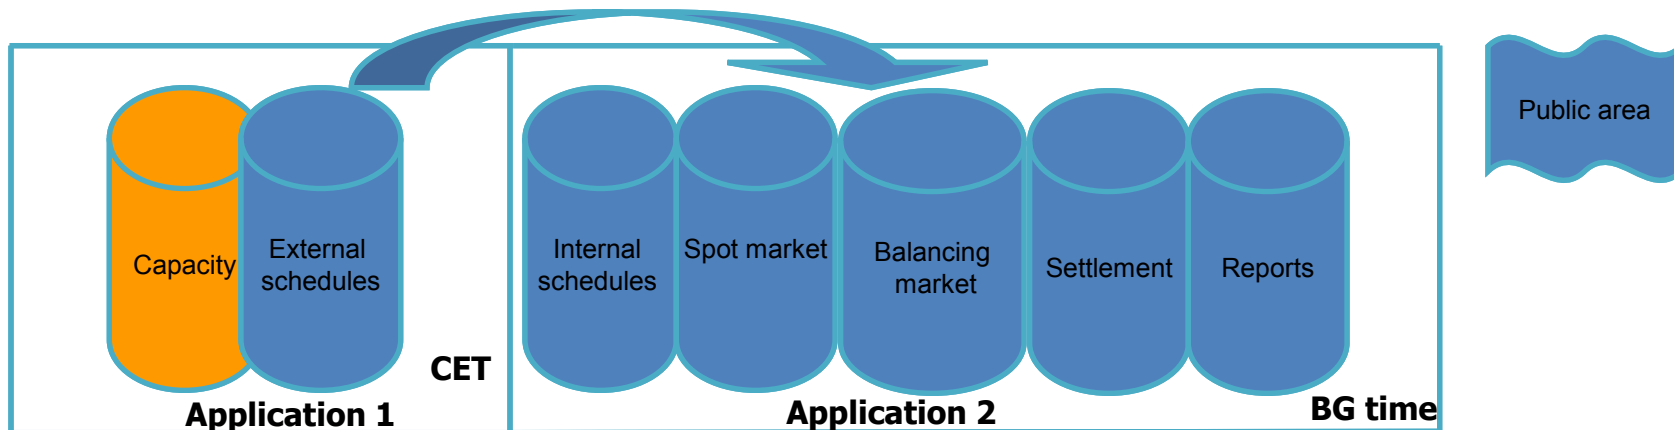 Capacity
External
schedules
CET
Application 1
Internal
schedules
Spot market
Balancing
market
Settlement
Reports
Application 2
BG time
Public area